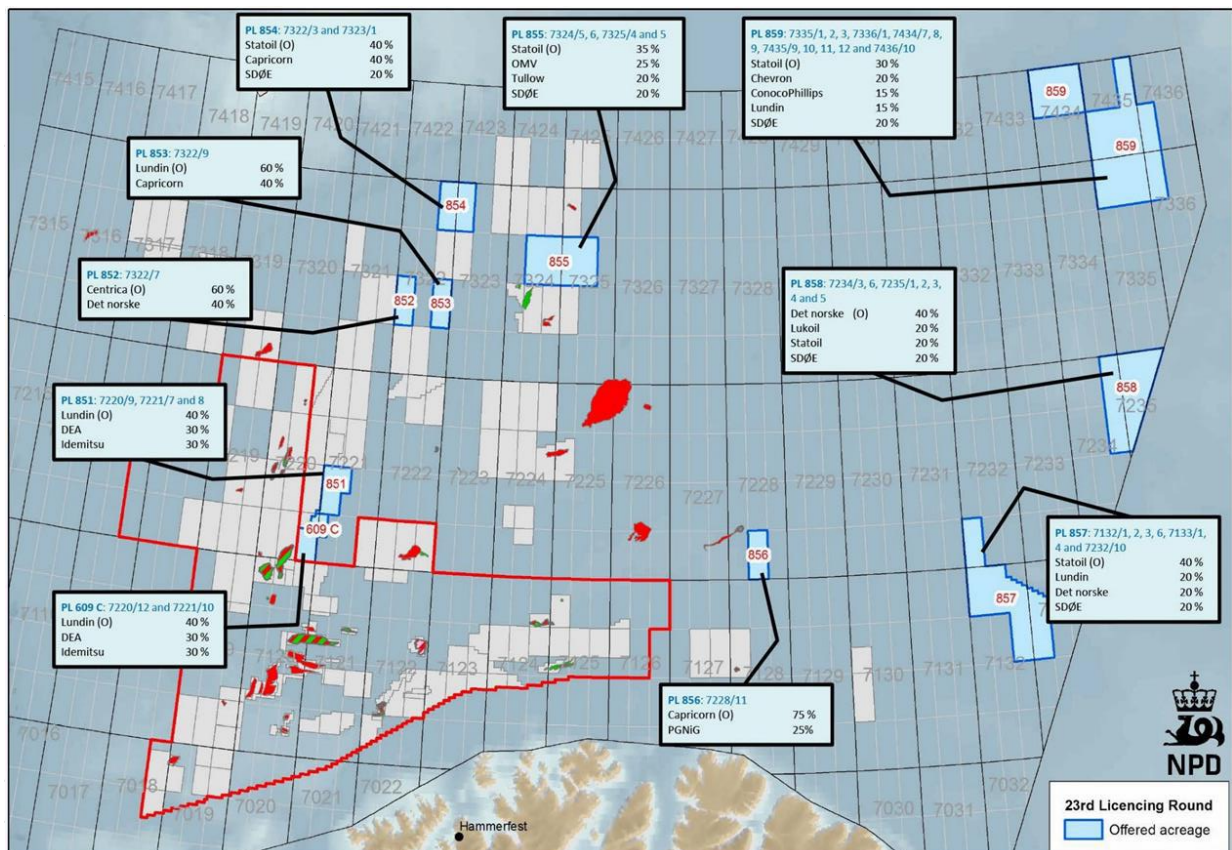 PL 854: 7322/3 and 7323/1
Statoil (O) 40 %
Capricorn 40 %
SDØE 20 %
PL 855: 7324/5, 6, 7325/4 and 5
Statoil (O) 35 %
OMV 25 %
Tullow 20 %
SDØE 20 %
PL 859: 7335/1, 2, 3, 7336/1, 7434/7, 8,
9, 7435/9, 10, 11, 12 and 7436/10
Statoil (O) 30 %
Chevron 20 %
ConocoPhillips 15 %
Lundin 15 %
SDØE 20 %
7415 7416 7417 7419 7420 7421 7422 7423 7424 7425 7426 7427 7428 7433 7434 7435 7436
859
859
PL 853: 7322/9
Lundin (O) 60 %
Capricorn 40 %
854
855
7315 7316 7317 7318 7319 7320 7321 7322 7323 7324 7325 7326 7327 7328 7333 7334 7335 7336
PL 852: 7322/7
Centrica (O) 60 %
Det norske 40 %
852
853
PL 858: 7234/3, 6, 7235/1, 2, 3,
4 and 5
Det norske (O) 40 %
Lukoil 20 %
Statoil 20 %
SDØE 20 %
858
PL 851: 7220/9, 7221/7 and 8
Lundin (O) 40 %
DEA 30 %
Idemitsu 30 %
7219 7220 7221 7222 7223 7224 7225 7226 7227 7228 7229 7230 7231 7232 7233 7234 7235
851
609 C
856
857
PL 857: 7132/1, 2, 3, 6, 7133/1,
4 and 7232/10
Statoil (O) 40 %
Lundin 20 %
Det norske 20 %
SDØE 20 %
PL 609 C: 7220/12 and 7221/10
Lundin (O) 40 %
DEA 30 %
Idemitsu 30 %
7121 7122 7123 7124 7125 7126 7127 7128 7129 7130 7131 7132
PL 856: 7228/11
Capricorn (O) 75 %
PGNiG 25%
7016 7017 7018 7019 7020 7021 7022 7030 7031 7032
NPD
Hammerfest
23rd Licencing Round
Offered acreage